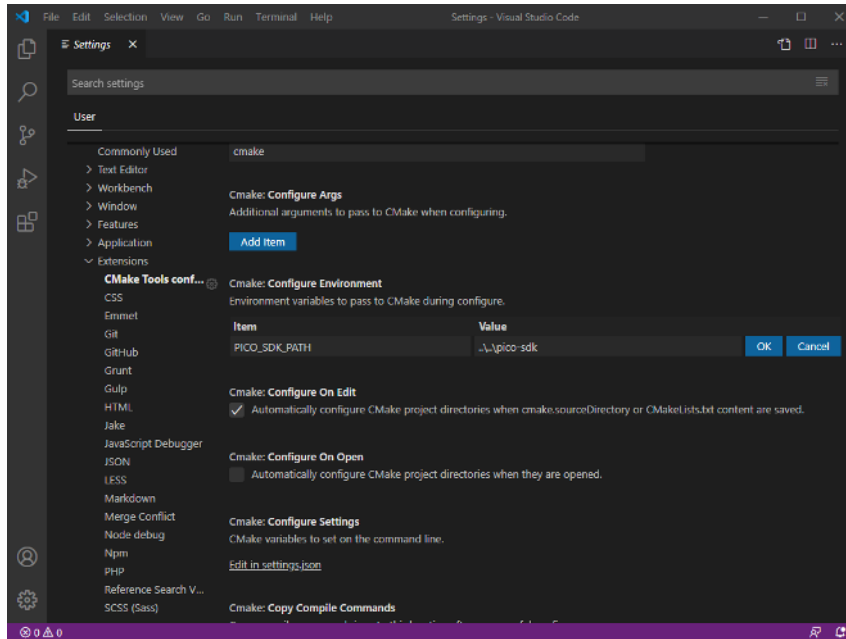 File Edit Selection View Go Run Terminal Help Settings - Visual Studio Code
Settings
Search settings
User
Commonly Used
Text Editor
Workbench
Window
Features
Application
Extensions
CMake Tools conf...
CSS
Emmet
Git
GitHub
Grunt
Gulp
HTML
Jake
JavaScript Debugger
JSON
LESS
Markdown
Merge Conflict
Node debug
Npm
PHP
Reference Search V...
SCSS (Sass)
cmake
Cmake: Configure Args
Additional arguments to pass to CMake when configuring.
Add Item
Cmake: Configure Environment
Environment variables to pass to CMake during configure.
Item Value
PICO_SDK_PATH ..\..\pico-sdk OK Cancel
Cmake: Configure On Edit
Automatically configure CMake project directories when cmake.sourceDirectory or CMakeLists.txt content are saved.
Cmake: Configure On Open
Automatically configure CMake project directories when they are opened.
Cmake: Configure Settings
CMake variables to set on the command line.
Edit in settings.json
Cmake: Copy Compile Commands
0 0